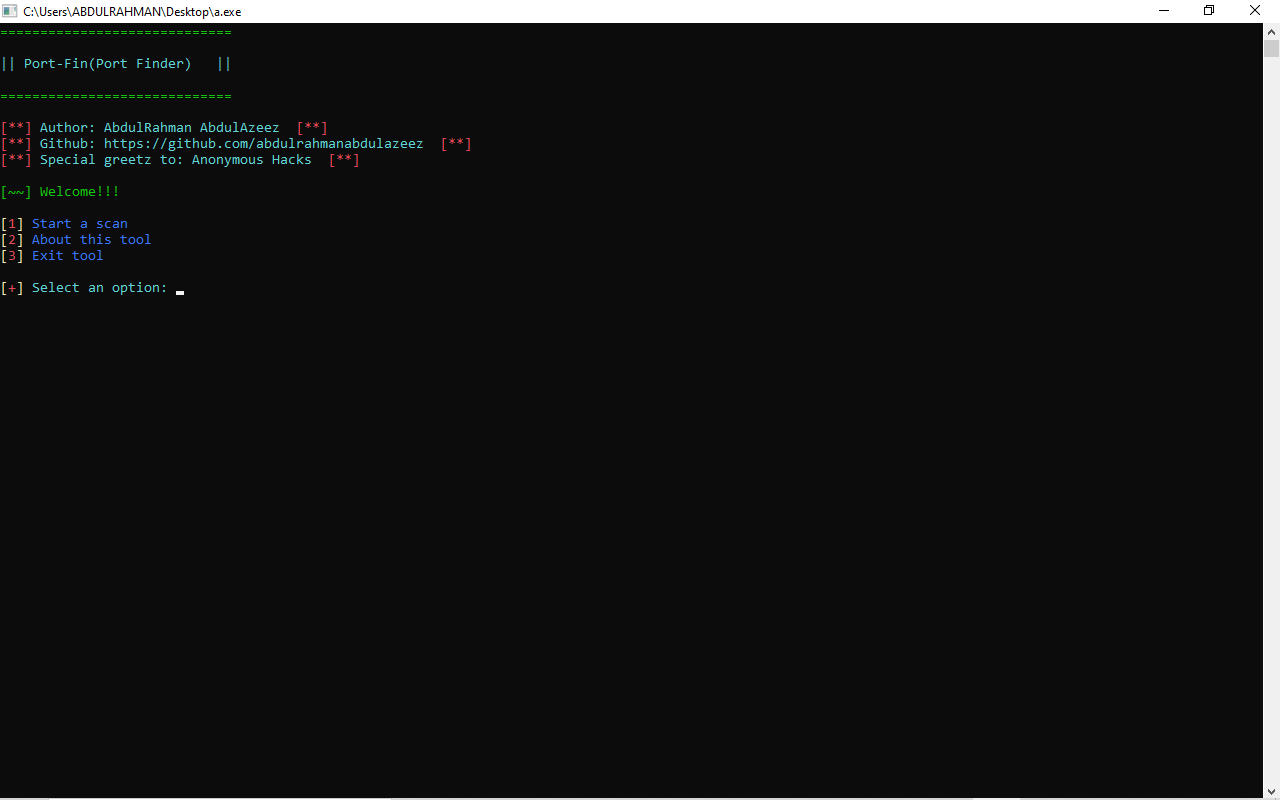 C:\Users\ABDULRAHMAN\Desktop\a.exe
=============================
|| Port-Fin(Port Finder)   ||
=============================
[**] Author: AbdulRahman AbdulAzeez  [**]
[**] Github: https://github.com/abdulrahmanabdulazeez  [**]
[**] Special greetz to: Anonymous Hacks  [**]
[~~] Welcome!!!
[1] Start a scan
[2] About this tool
[3] Exit tool
[+] Select an option: